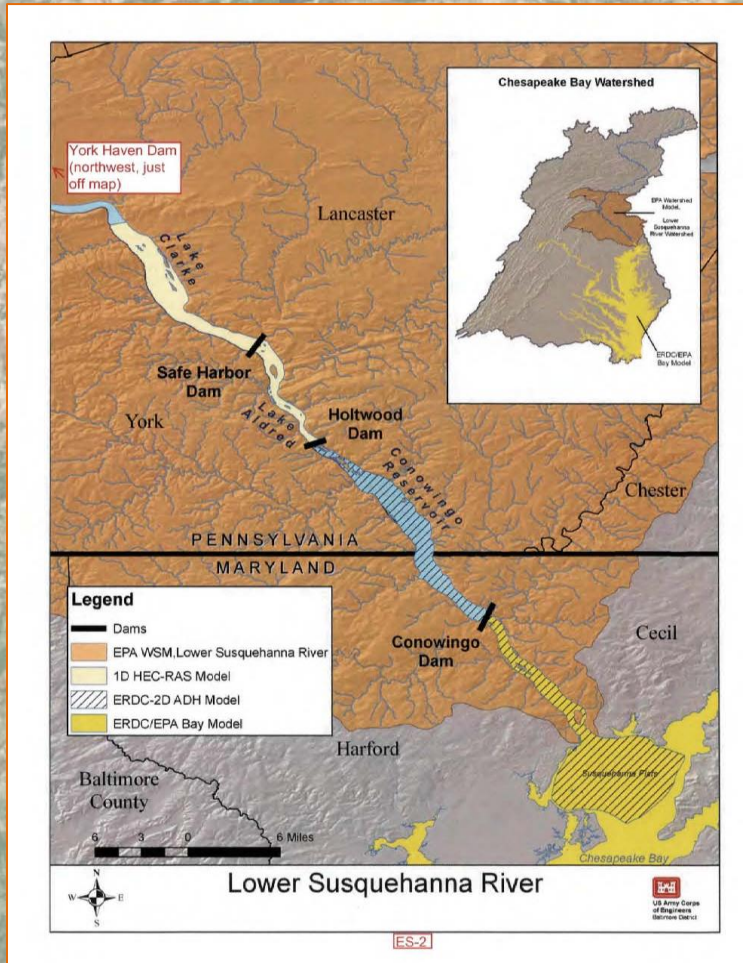 Chesapeake Bay Watershed
EPA Watershed
Model,
Lower
Susquehanna
River Watershed
ERDC/EPA
Bay Model
York Haven Dam
(northwest, just
off map)
Lancaster
Lake
Clarke
Safe Harbor
Dam
York
Lake
Aldred
Holtwood
Dam
Conowingo
Reservoir
Chester
PENNSYLVANIA
MARYLAND
Legend
Dams
EPA WSM,Lower Susquehanna River
1D HEC-RAS Model
ERDC-2D ADH Model
ERDC/EPA Bay Model
Conowingo
Dam
Cecil
Harford
Baltimore
County
Susquehanna Flats
Chesapeake Bay
6 3 0 6 Miles
N
W E
S
Lower Susquehanna River
US Army Corps
of Engineers
Baltimore District
ES-2